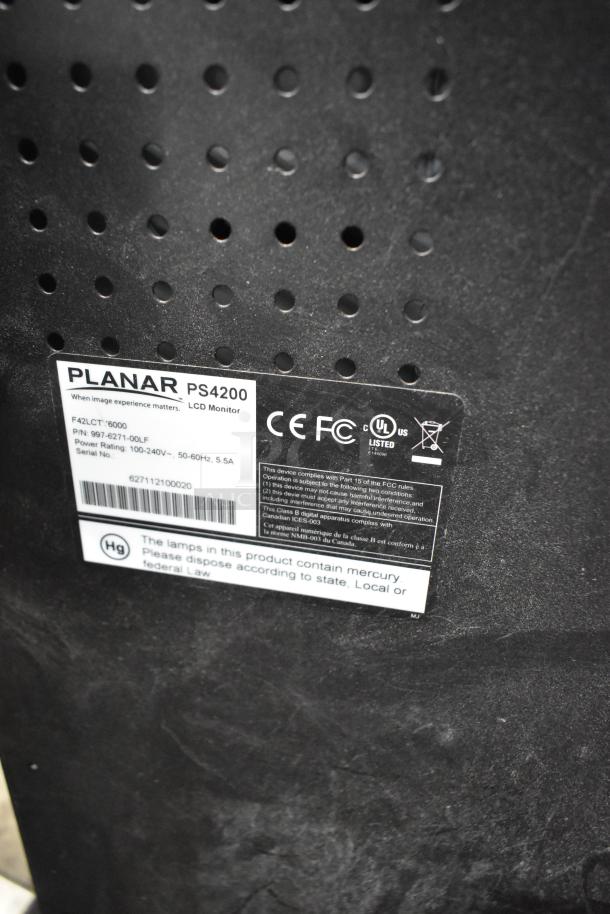 PLANAR PS4200
When image experience matters. LCD Monitor
F42LCT '6000
P/N: 997-6271-00LF
Power Rating: 100-240V~, 50-60Hz, 5.5A
Serial No.
627112100020
CE FC
C UL US
LISTED
This device complies with Part 15 of the FCC rules.
Operation is subject to the following two conditions:
(1) this device may not cause harmful interference,and
(2) this devie must accept any interference received,
including interference that may cause undesired operation
This Class B digital apparatus complies with
Canadian ICES-003
Cet appareil numérique de la classe B est conform è a
la norme NMB-003 du Canada.
Hg
The lamps in this product contain mercury
Please dispose according to state, Local or
federal Law
MJ